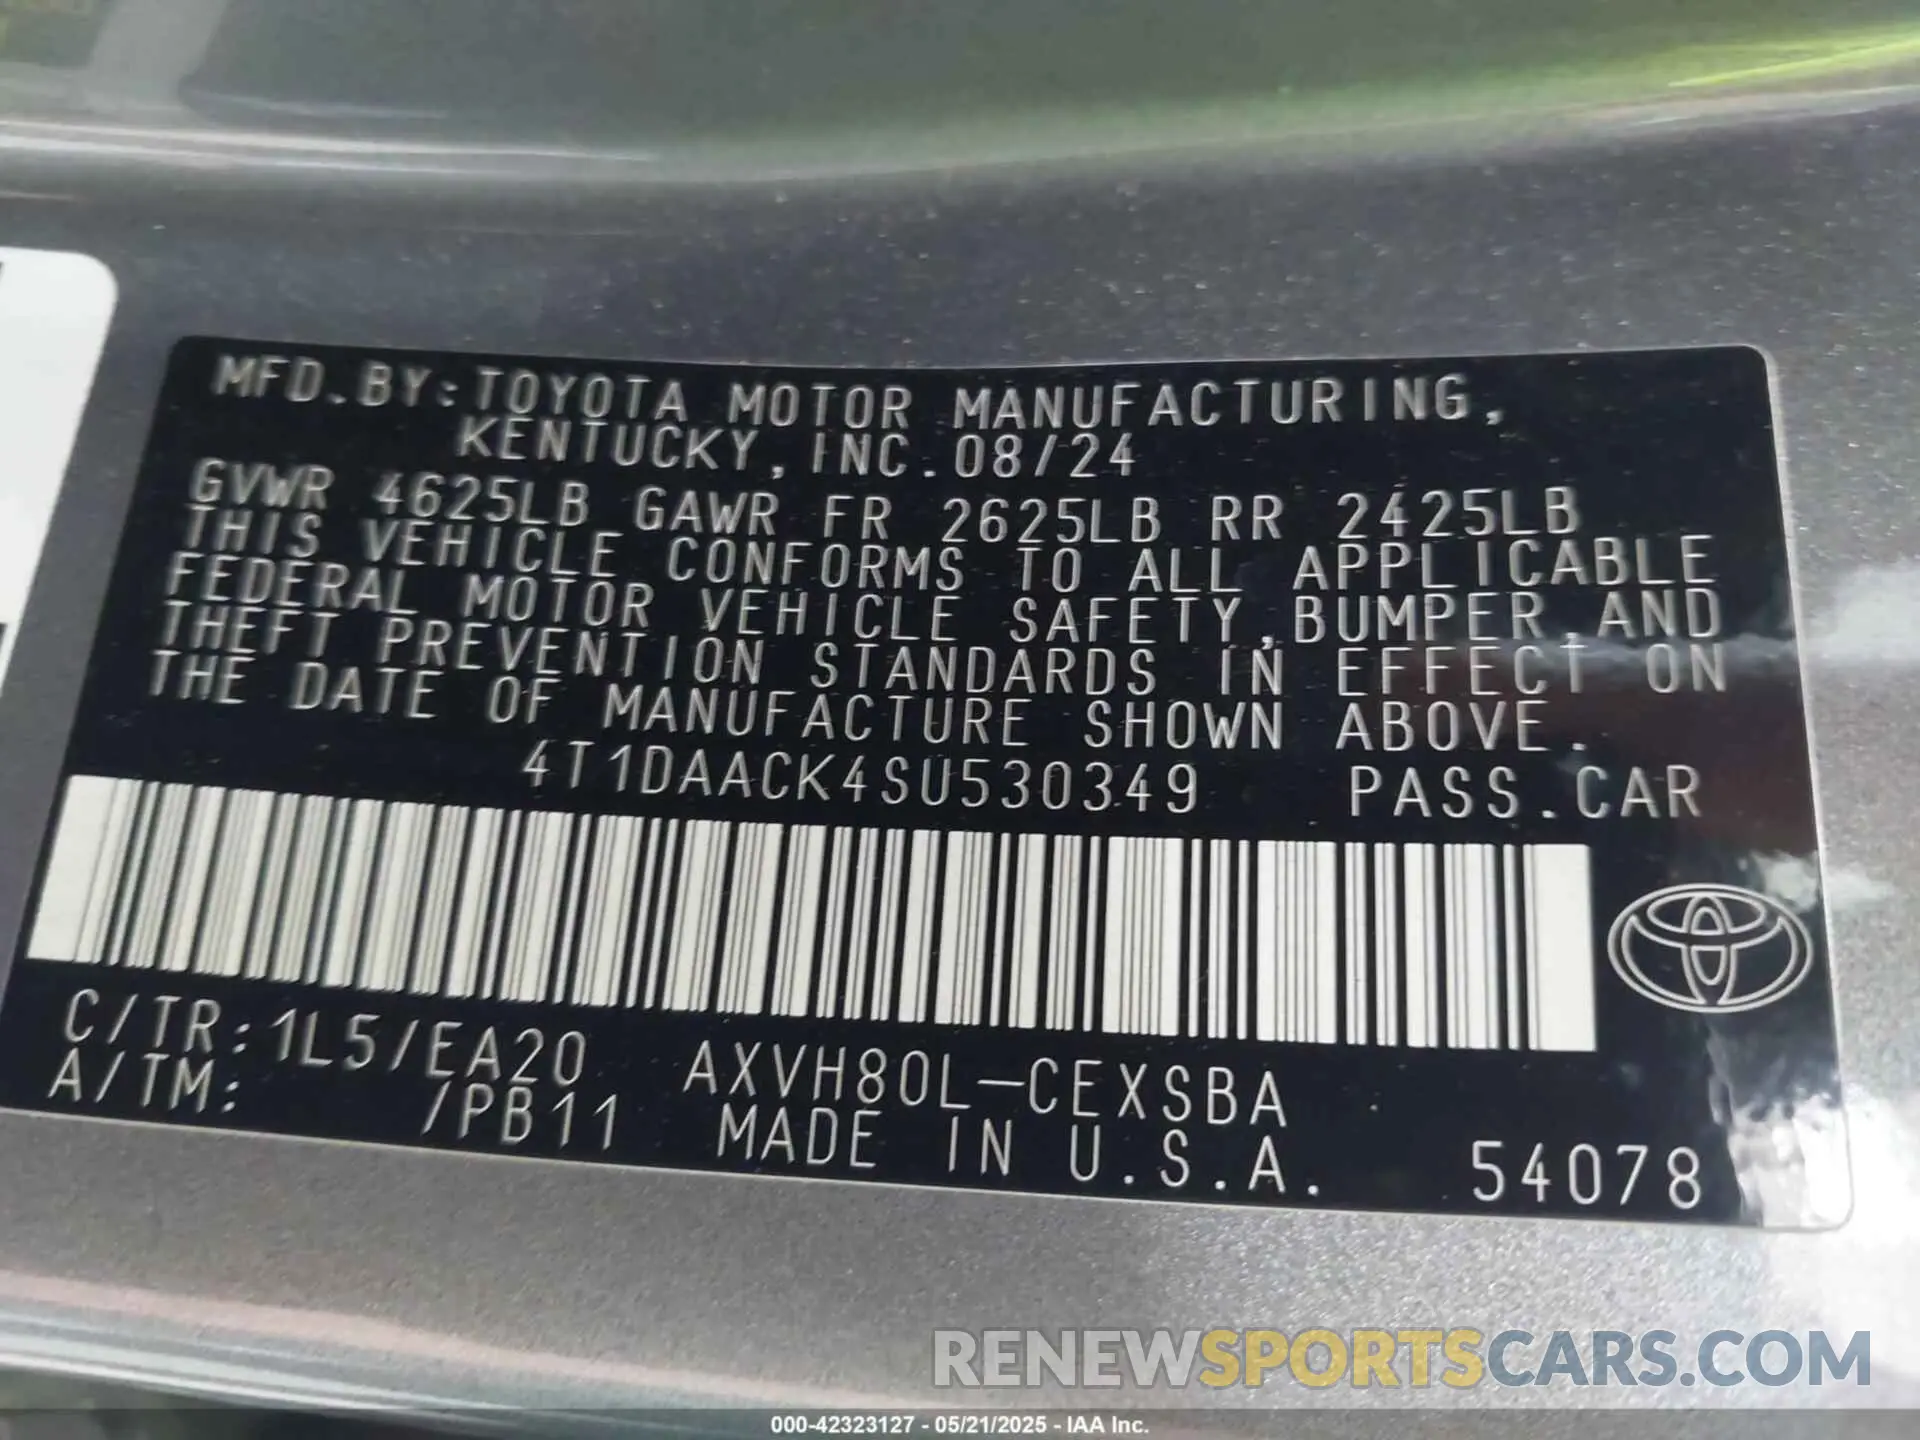 MFD.BY:TOYOTA MOTOR MANUFACTURING,
KENTUCKY,INC.08/24
GVWR 4625LB GAWR FR 2625LB RR 2425LB
THIS VEHICLE CONFORMS TO ALL APPLICABLE
FEDERAL MOTOR VEHICLE SAFETY,BUMPER,AND
THEFT PREVENTION STANDARDS IN EFFECT ON
THE DATE OF MANUFACTURE SHOWN ABOVE.
4T1DAACK4SU530349 PASS.CAR
C/TR:1L5/EA20 AXVH80L-CEXSBA
A/TM: /PB11 MADE IN U.S.A. 54078
RENEWSPORTSCARS.COM
000-42323127 - 05/21/2025 - IAA Inc.